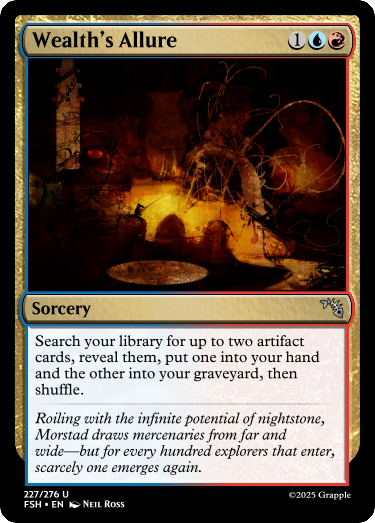 Wealth's Allure 1
Sorcery
Search your library for up to two artifact
cards, reveal them, put one into your hand
and the other into your graveyard, then
shuffle.
Roiling with the infinite potential of nightstone,
Morstad draws mercenaries from far and
wide—but for every hundred explorers that enter,
scarcely one emerges again.
227/276 U
FSH • EN Neil Ross
©2025 Grapple